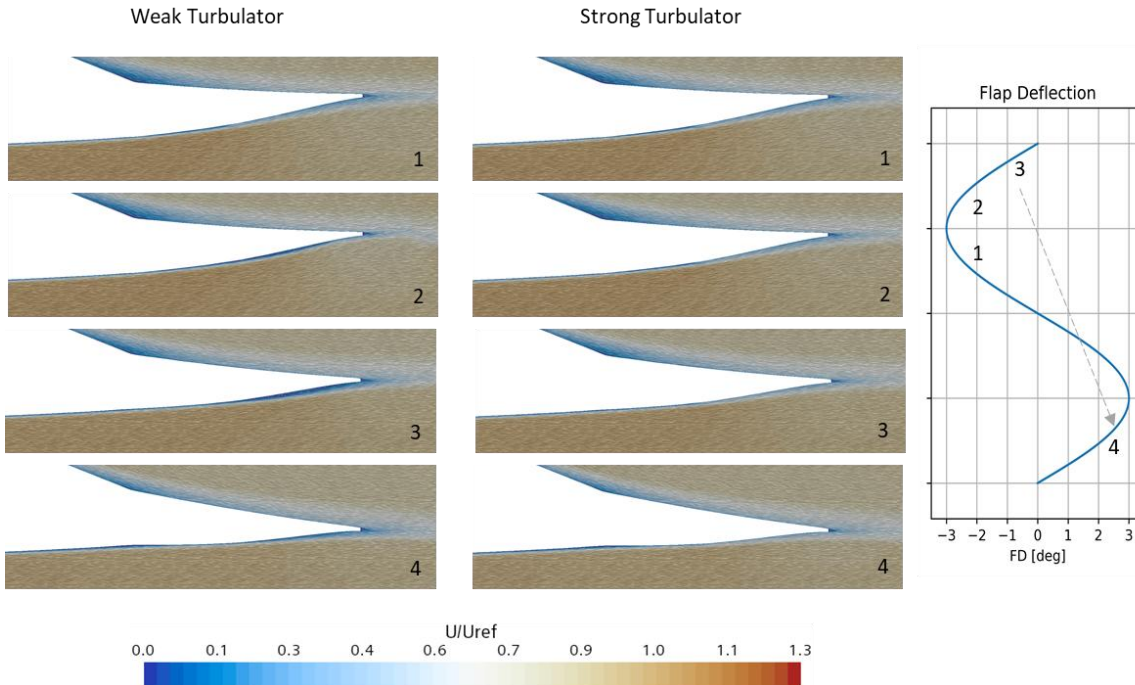 Weak Turbulator
Strong Turbulator
1
1
2
2
3
3
4
4
Flap Deflection
3
2
1
4
−3 −2 −1 0 1 2 3
FD [deg]
U/Uref
0.0 0.1 0.3 0.4 0.6 0.7 0.9 1.0 1.1 1.3